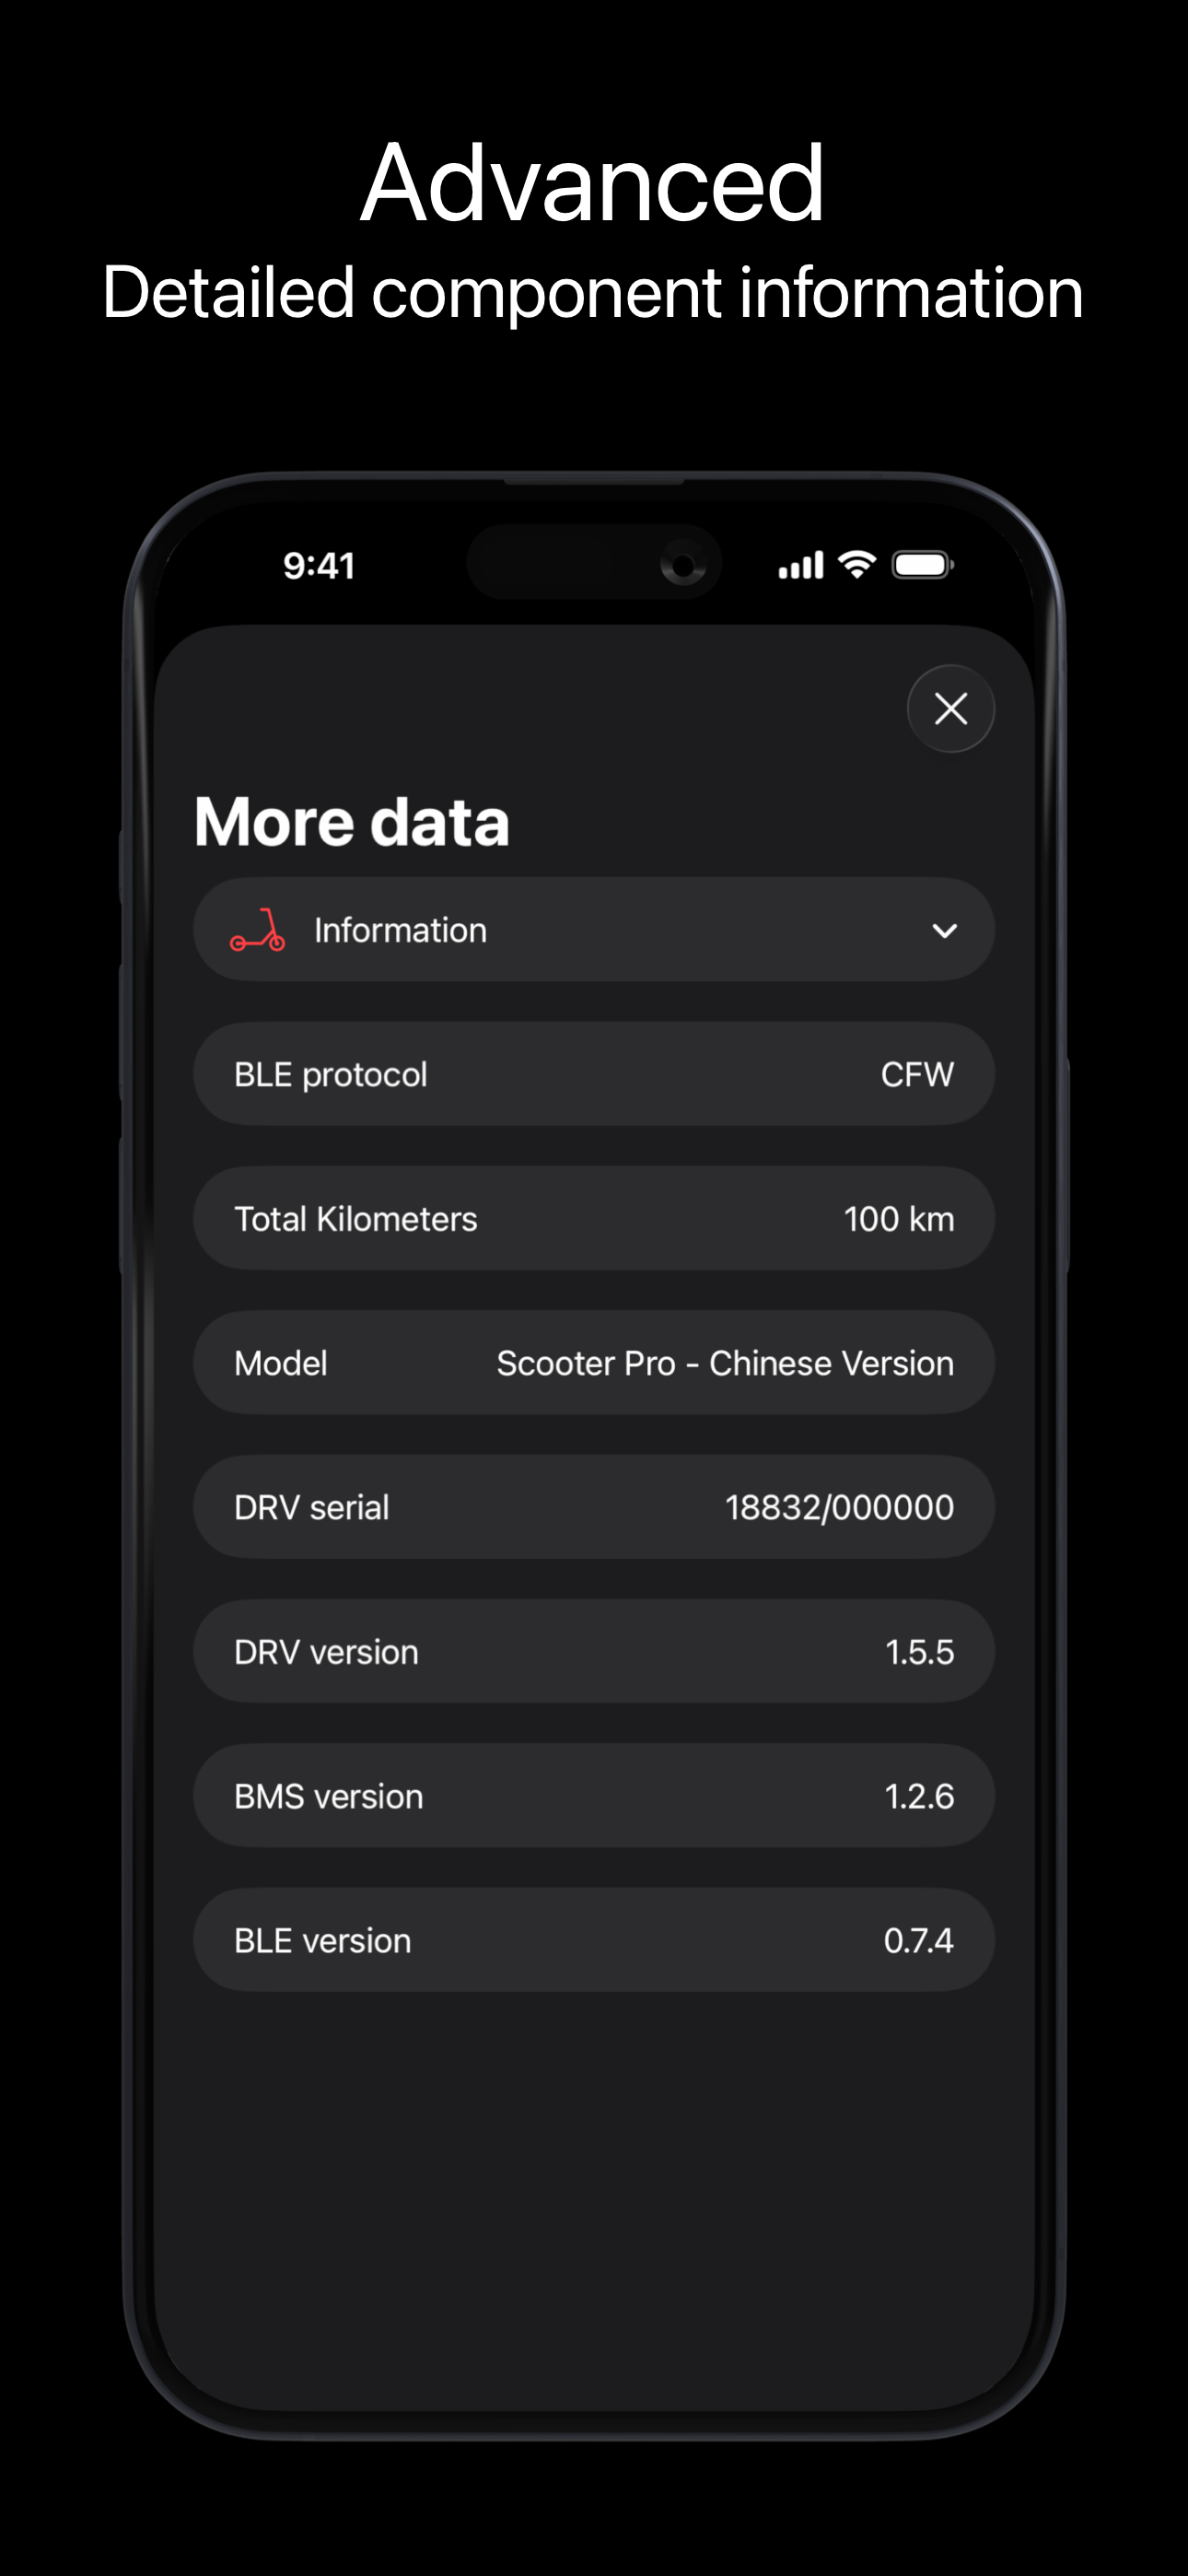 Advanced
Detailed component information
9:41
More data
Information
BLE protocol CFW
Total Kilometers 100 km
Model Scooter Pro - Chinese Version
DRV serial 18832/000000
DRV version 1.5.5
BMS version 1.2.6
BLE version 0.7.4